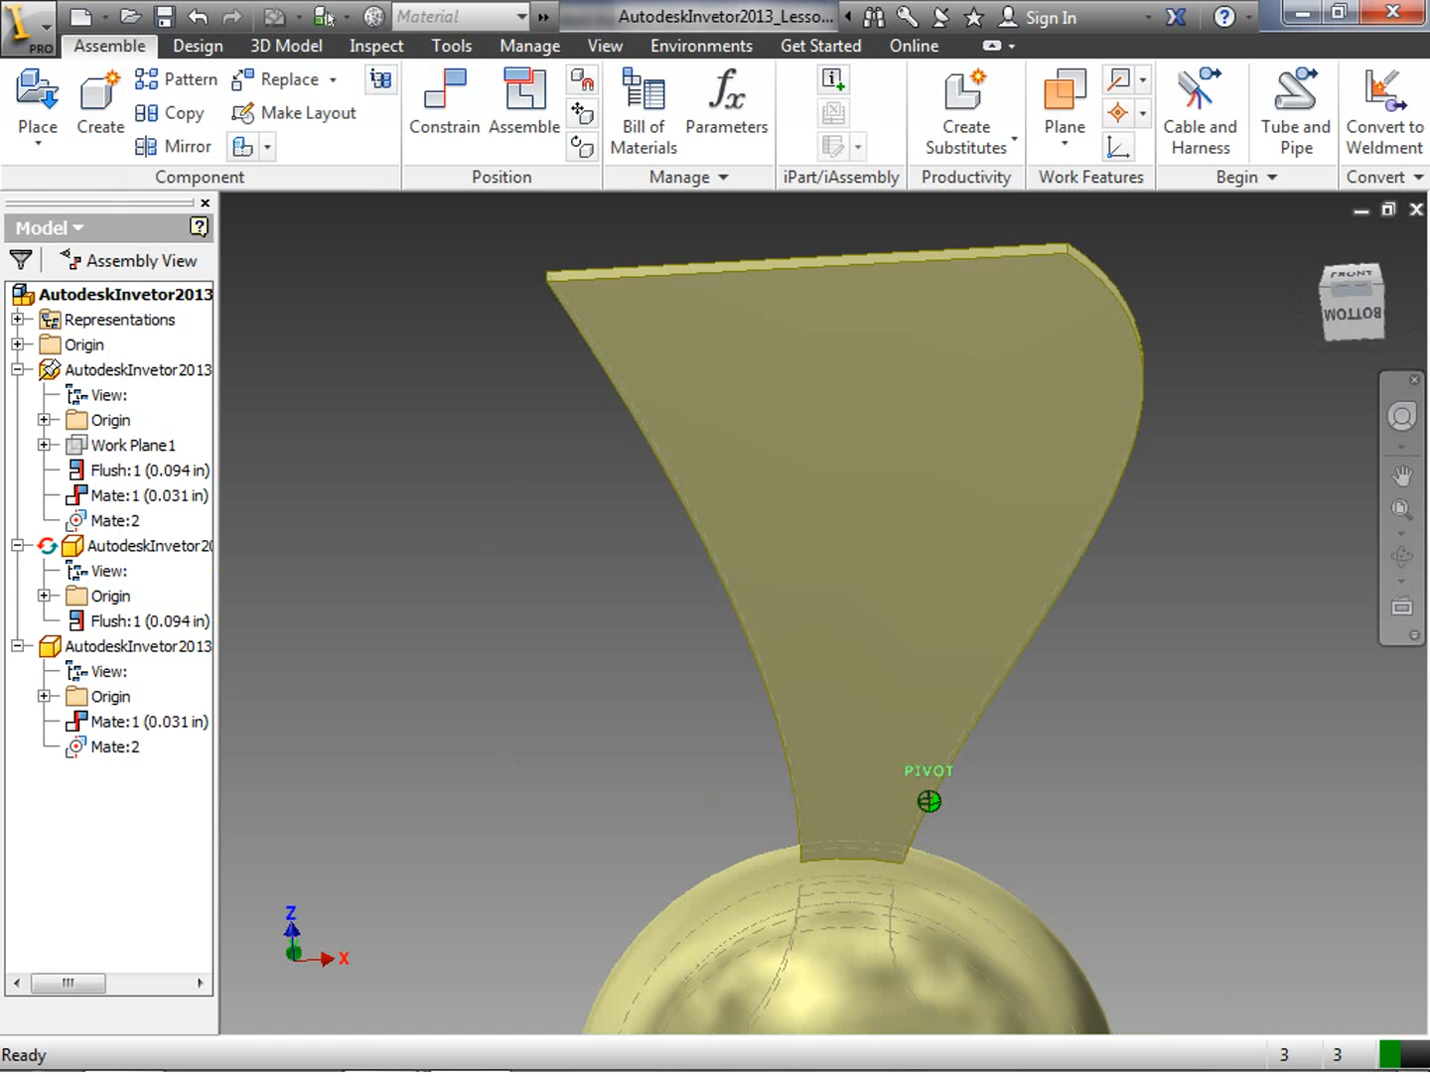 Material
AutodeskInvetor2013_Lesso...
Sign In
PRO
Assemble Design 3D Model Inspect Tools Manage View Environments Get Started Online
Place
Create
Pattern
Copy
Mirror
Replace
Make Layout
Component
Constrain
Assemble
Position
Bill of
Materials
fx
Parameters
Manage
iPart/iAssembly
Create
Substitutes
Productivity
Plane
Work Features
Cable and
Harness
Tube and
Pipe
Begin
Convert to
Weldment
Convert
Model
Assembly View
AutodeskInvetor2013
Representations
Origin
AutodeskInvetor2013
View:
Origin
Work Plane1
Flush:1 (0.094 in)
Mate:1 (0.031 in)
Mate:2
AutodeskInvetor20
View:
Origin
Flush:1 (0.094 in)
AutodeskInvetor2013
View:
Origin
Mate:1 (0.031 in)
Mate:2
FRONT
BOTTOM
PIVOT
Z
X
Ready
3 3